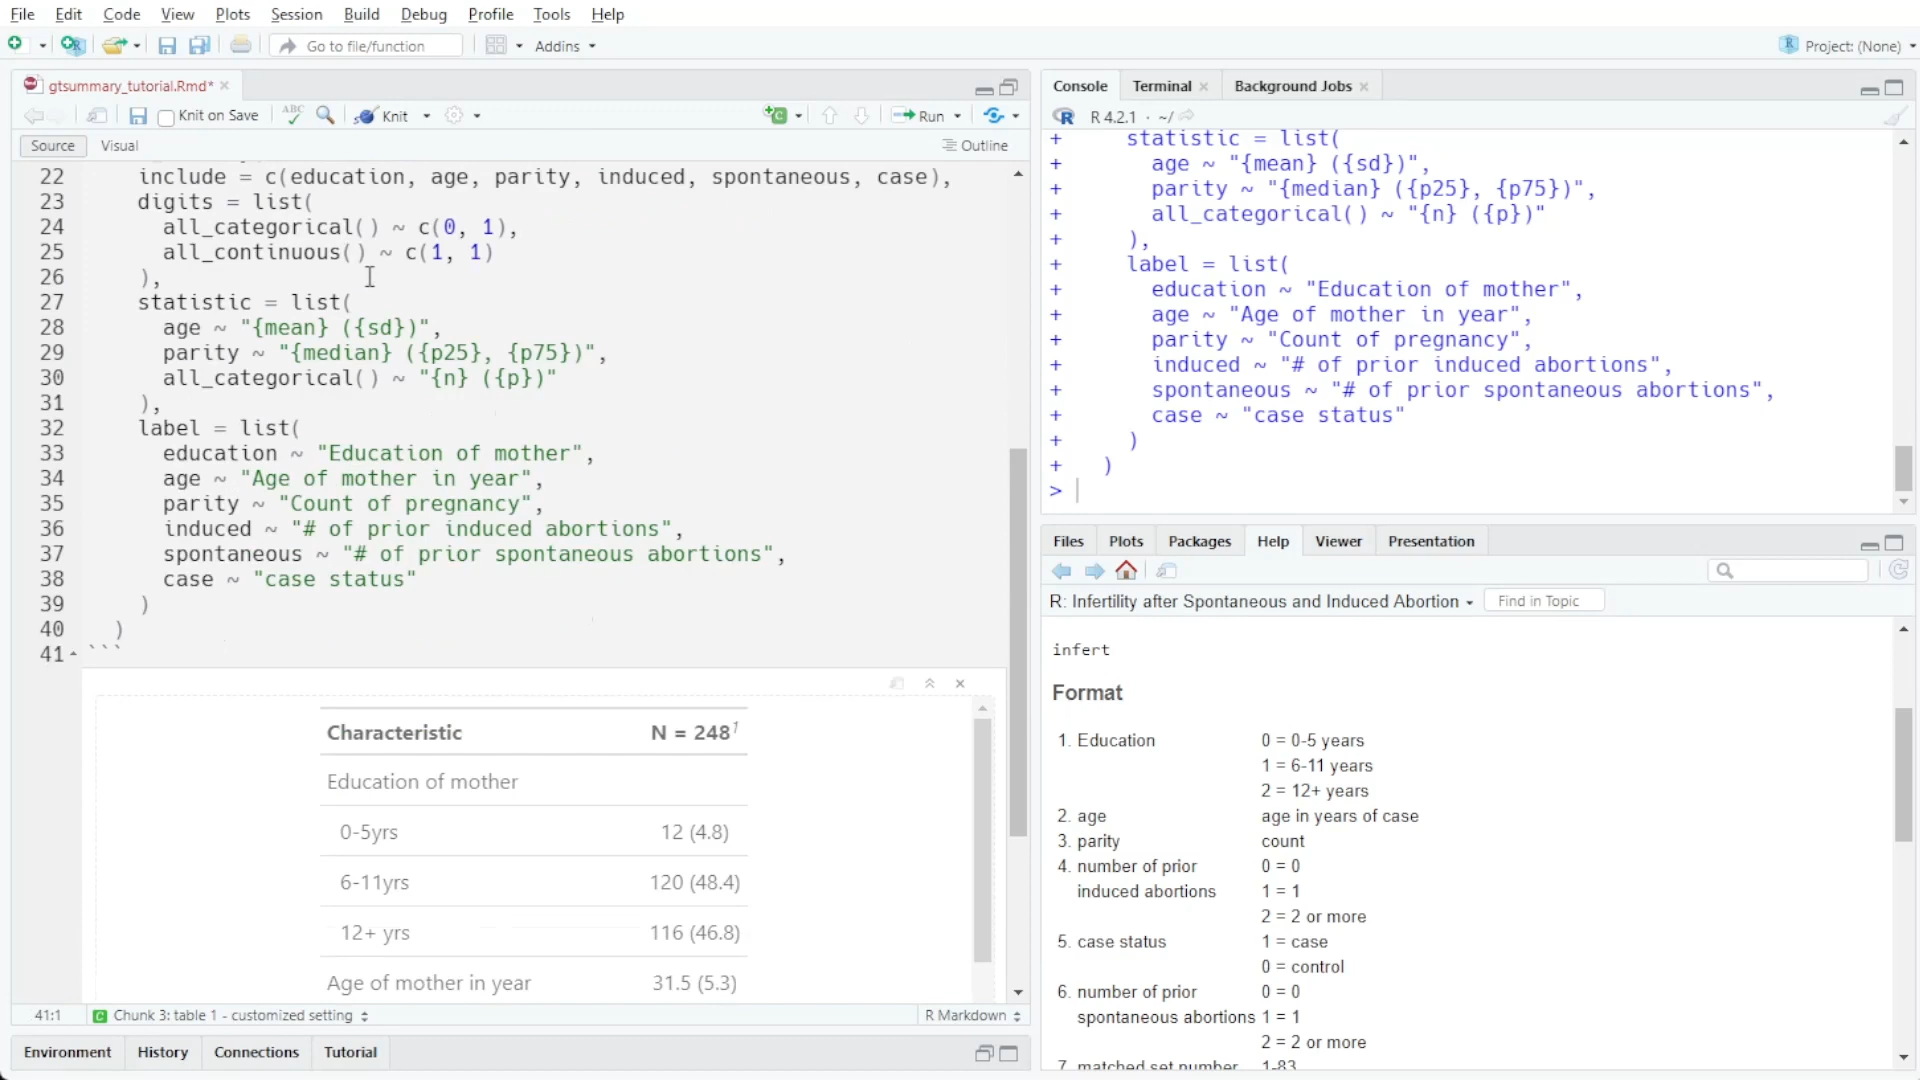 File Edit Code View Plots Session Build Debug Profile Tools Help
Go to file/function Addins Project: (None)
gtsummary_tutorial.Rmd*
Knit on Save ABC Knit Run
Source Visual Outline
22 include = c(education, age, parity, induced, spontaneous, case),
23 digits = list(
24 all_categorical() ~ c(0, 1),
25 all_continuous() ~ c(1, 1)
26 ),
27 statistic = list(
28 age ~ "{mean} ({sd})",
29 parity ~ "{median} ({p25}, {p75})",
30 all_categorical() ~ "{n} ({p})"
31 ),
32 label = list(
33 education ~ "Education of mother",
34 age ~ "Age of mother in year",
35 parity ~ "Count of pregnancy",
36 induced ~ "# of prior induced abortions",
37 spontaneous ~ "# of prior spontaneous abortions",
38 case ~ "case status"
39 )
40 )
41 ```
Characteristic N = 248¹
Education of mother
0-5yrs 12 (4.8)
6-11yrs 120 (48.4)
12+ yrs 116 (46.8)
Age of mother in year 31.5 (5.3)
41:1 C Chunk 3: table 1 - customized setting R Markdown
Environment History Connections Tutorial
Console Terminal Background Jobs
R R 4.2.1 · ~/
+ statistic = list(
+ age ~ "{mean} ({sd})",
+ parity ~ "{median} ({p25}, {p75})",
+ all_categorical() ~ "{n} ({p})"
+ ),
+ label = list(
+ education ~ "Education of mother",
+ age ~ "Age of mother in year",
+ parity ~ "Count of pregnancy",
+ induced ~ "# of prior induced abortions",
+ spontaneous ~ "# of prior spontaneous abortions",
+ case ~ "case status"
+ )
+ )
>
Files Plots Packages Help Viewer Presentation
R: Infertility after Spontaneous and Induced Abortion Find in Topic
infert
Format
1. Education 0 = 0-5 years
1 = 6-11 years
2 = 12+ years
2. age age in years of case
3. parity count
4. number of prior 0 = 0
induced abortions 1 = 1
2 = 2 or more
5. case status 1 = case
0 = control
6. number of prior 0 = 0
spontaneous abortions 1 = 1
2 = 2 or more
7. matched set number 1-83